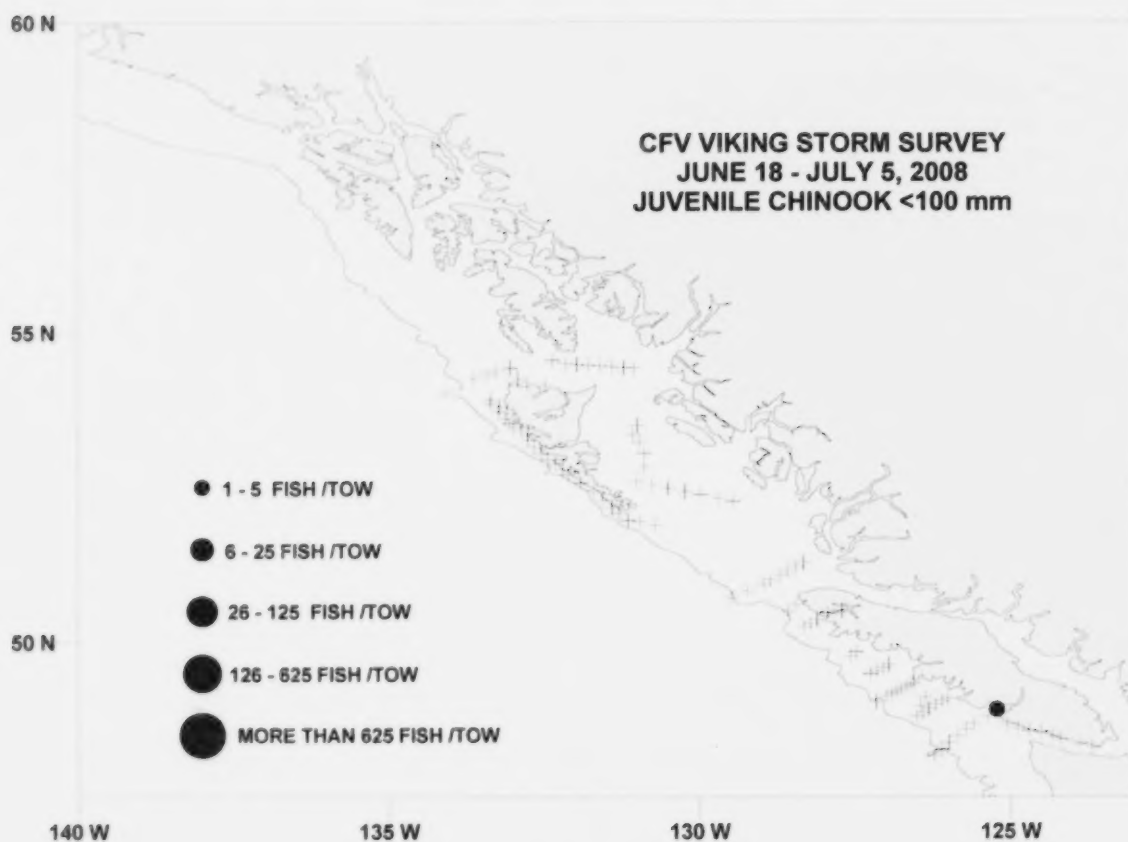 60 N
CFV VIKING STORM SURVEY
JUNE 18 - JULY 5, 2008
JUVENILE CHINOOK <100 mm
55 N
1 - 5 FISH /TOW
6 - 25 FISH /TOW
26 - 125 FISH /TOW
50 N
126 - 625 FISH /TOW
MORE THAN 625 FISH /TOW
140 W
135 W
130 W
125 W